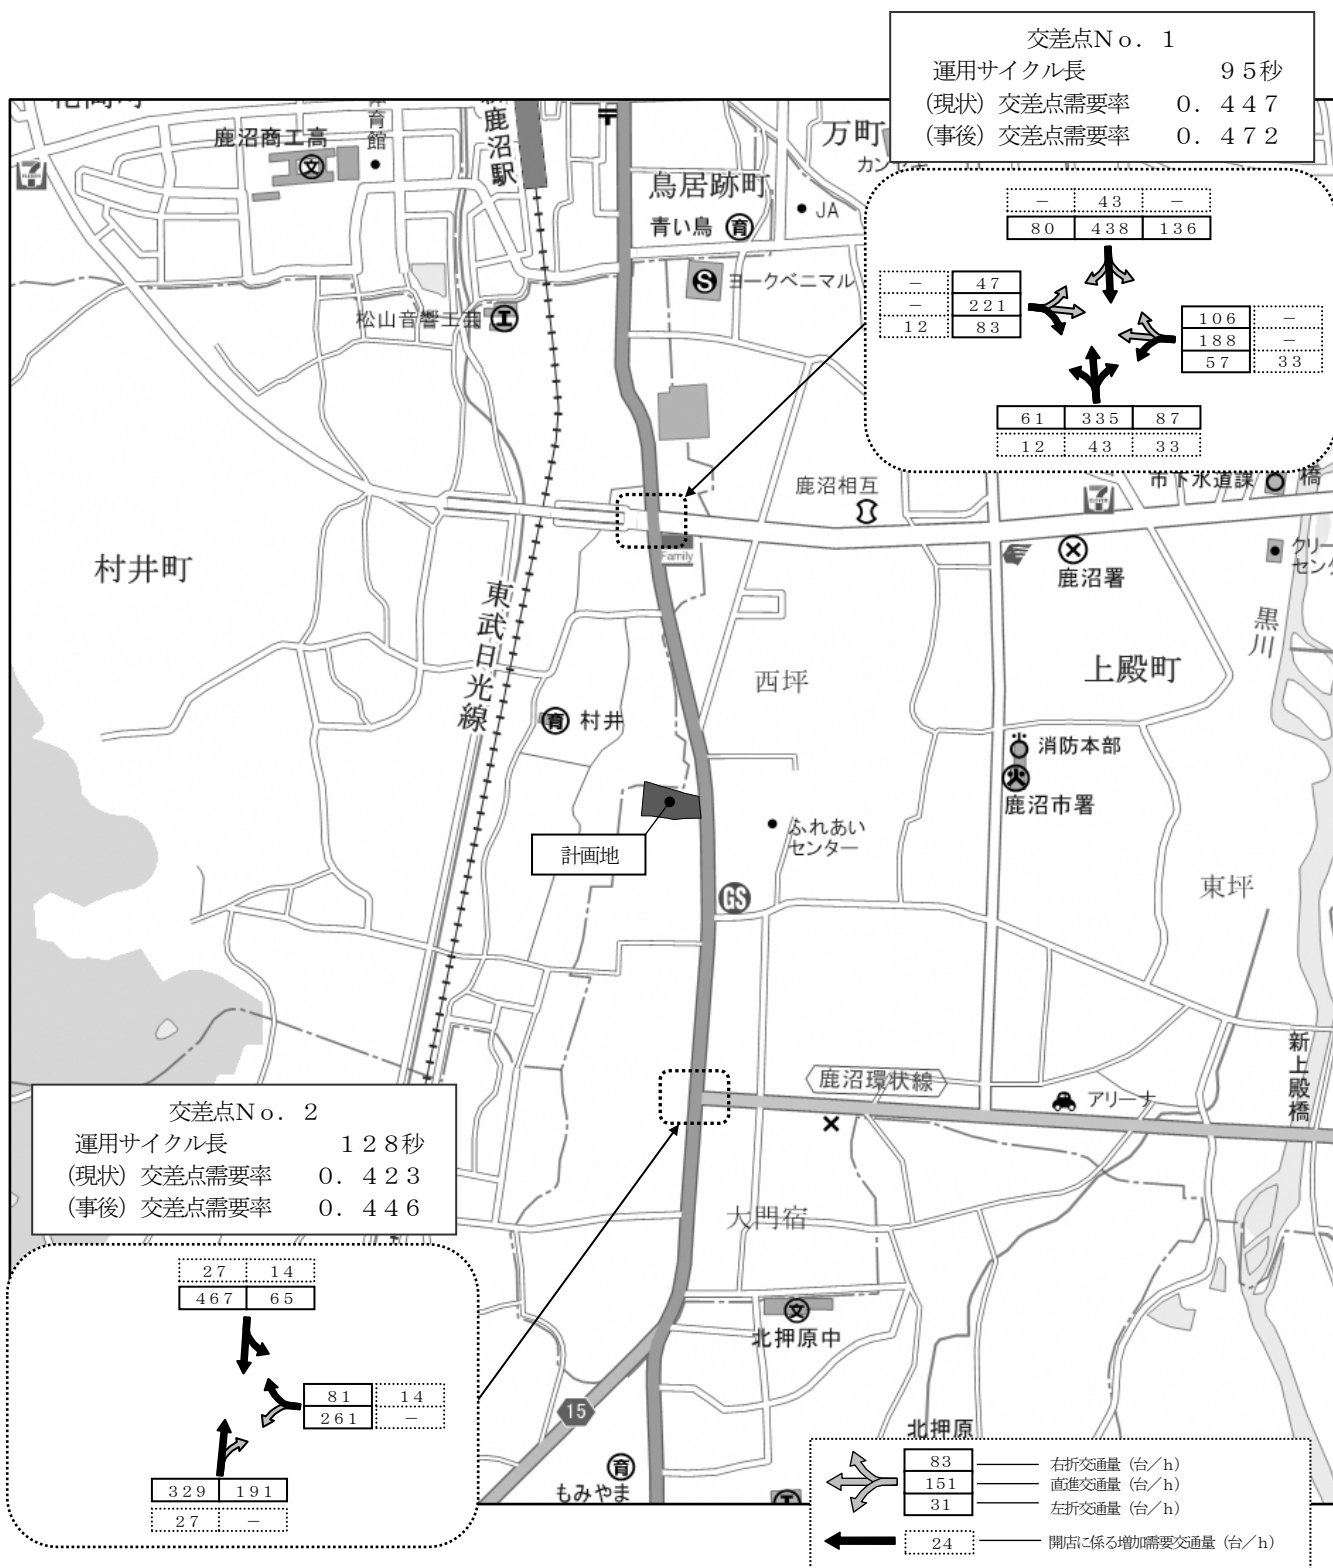 交差点Ｎｏ．１
運用サイクル長 ９５秒
（現状）交差点需要率 ０．４４７
（事後）交差点需要率 ０．４７２
－ 43 －
80 438 136
－ 47
－ 221
12 83
106 －
188 －
57 33
61 335 87
12 43 33
鹿沼商工高
育館
鹿沼駅
万町
鳥居跡町
JA
青い鳥
育
S
ヨークベニマル
文
松山音響工芸
工
鹿沼相互
市下水道課
橋
Family
鹿沼署
村井町
東武日光線
黒川
西坪
上殿町
育
村井
消防本部
鹿沼市署
計画地
ふれあい
センター
GS
東坪
鹿沼環状線
アリーナ
新上殿橋
交差点Ｎｏ．２
運用サイクル長 １２８秒
（現状）交差点需要率 ０．４２３
（事後）交差点需要率 ０．４４６
27 14
467 65
81 14
261 －
329 191
27 －
大門宿
文
北押原中
15
育
もみやま
北押原
83 右折交通量（台／h）
151 直進交通量（台／h）
31 左折交通量（台／h）
24 開店に係る増加需要交通量（台／h）